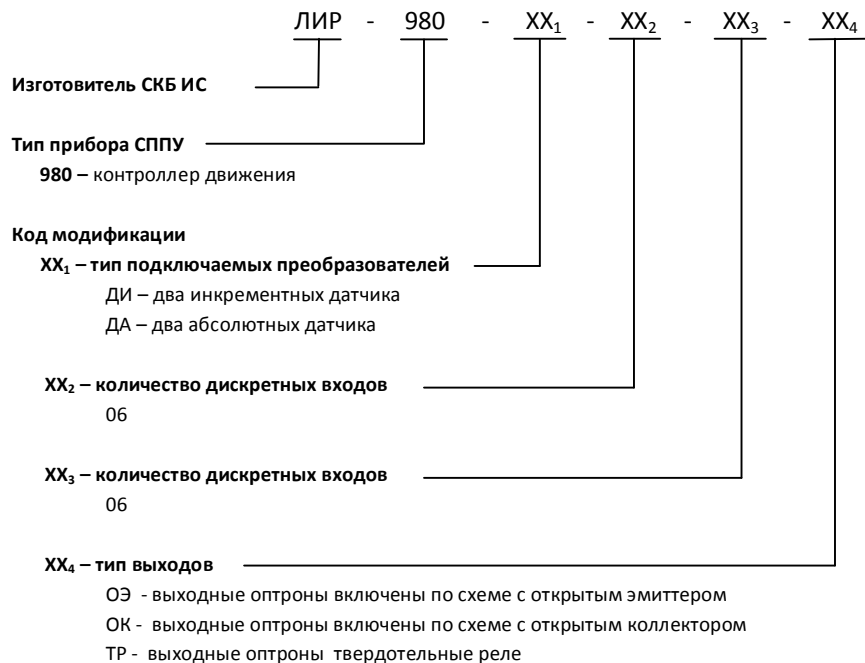 ЛИР - 980 - XX₁ - XX₂ - XX₃ - XX₄
Изготовитель СКБ ИС
Тип прибора СППУ
980 – контроллер движения
Код модификации
XX₁ – тип подключаемых преобразователей
ДИ – два инкрементных датчика
ДА – два абсолютных датчика
XX₂ – количество дискретных входов
06
XX₃ – количество дискретных входов
06
XX₄ – тип выходов
ОЭ - выходные оптроны включены по схеме с открытым эмиттером
ОК - выходные оптроны включены по схеме с открытым коллектором
ТР - выходные оптроны твердотельные реле